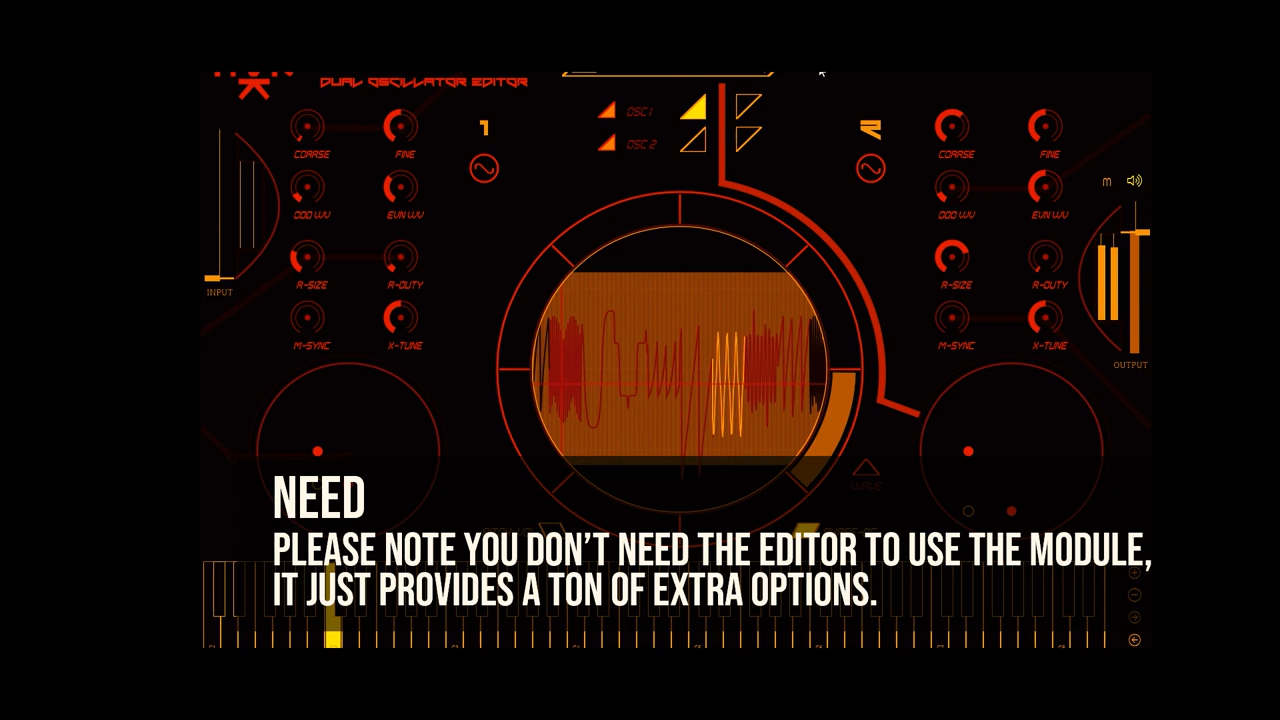 DUAL OSCILLATOR EDITOR
OSC 1
OSC 2
1
2
COARSE
FINE
ODD WV
EVN WV
R-SIZE
R-DUTY
M-SYNC
X-TUNE
INPUT
COARSE
FINE
ODD WV
EVN WV
R-SIZE
R-DUTY
M-SYNC
X-TUNE
m
OUTPUT
WAVE
NEED
PLEASE NOTE YOU DON’T NEED THE EDITOR TO USE THE MODULE,
IT JUST PROVIDES A TON OF EXTRA OPTIONS.